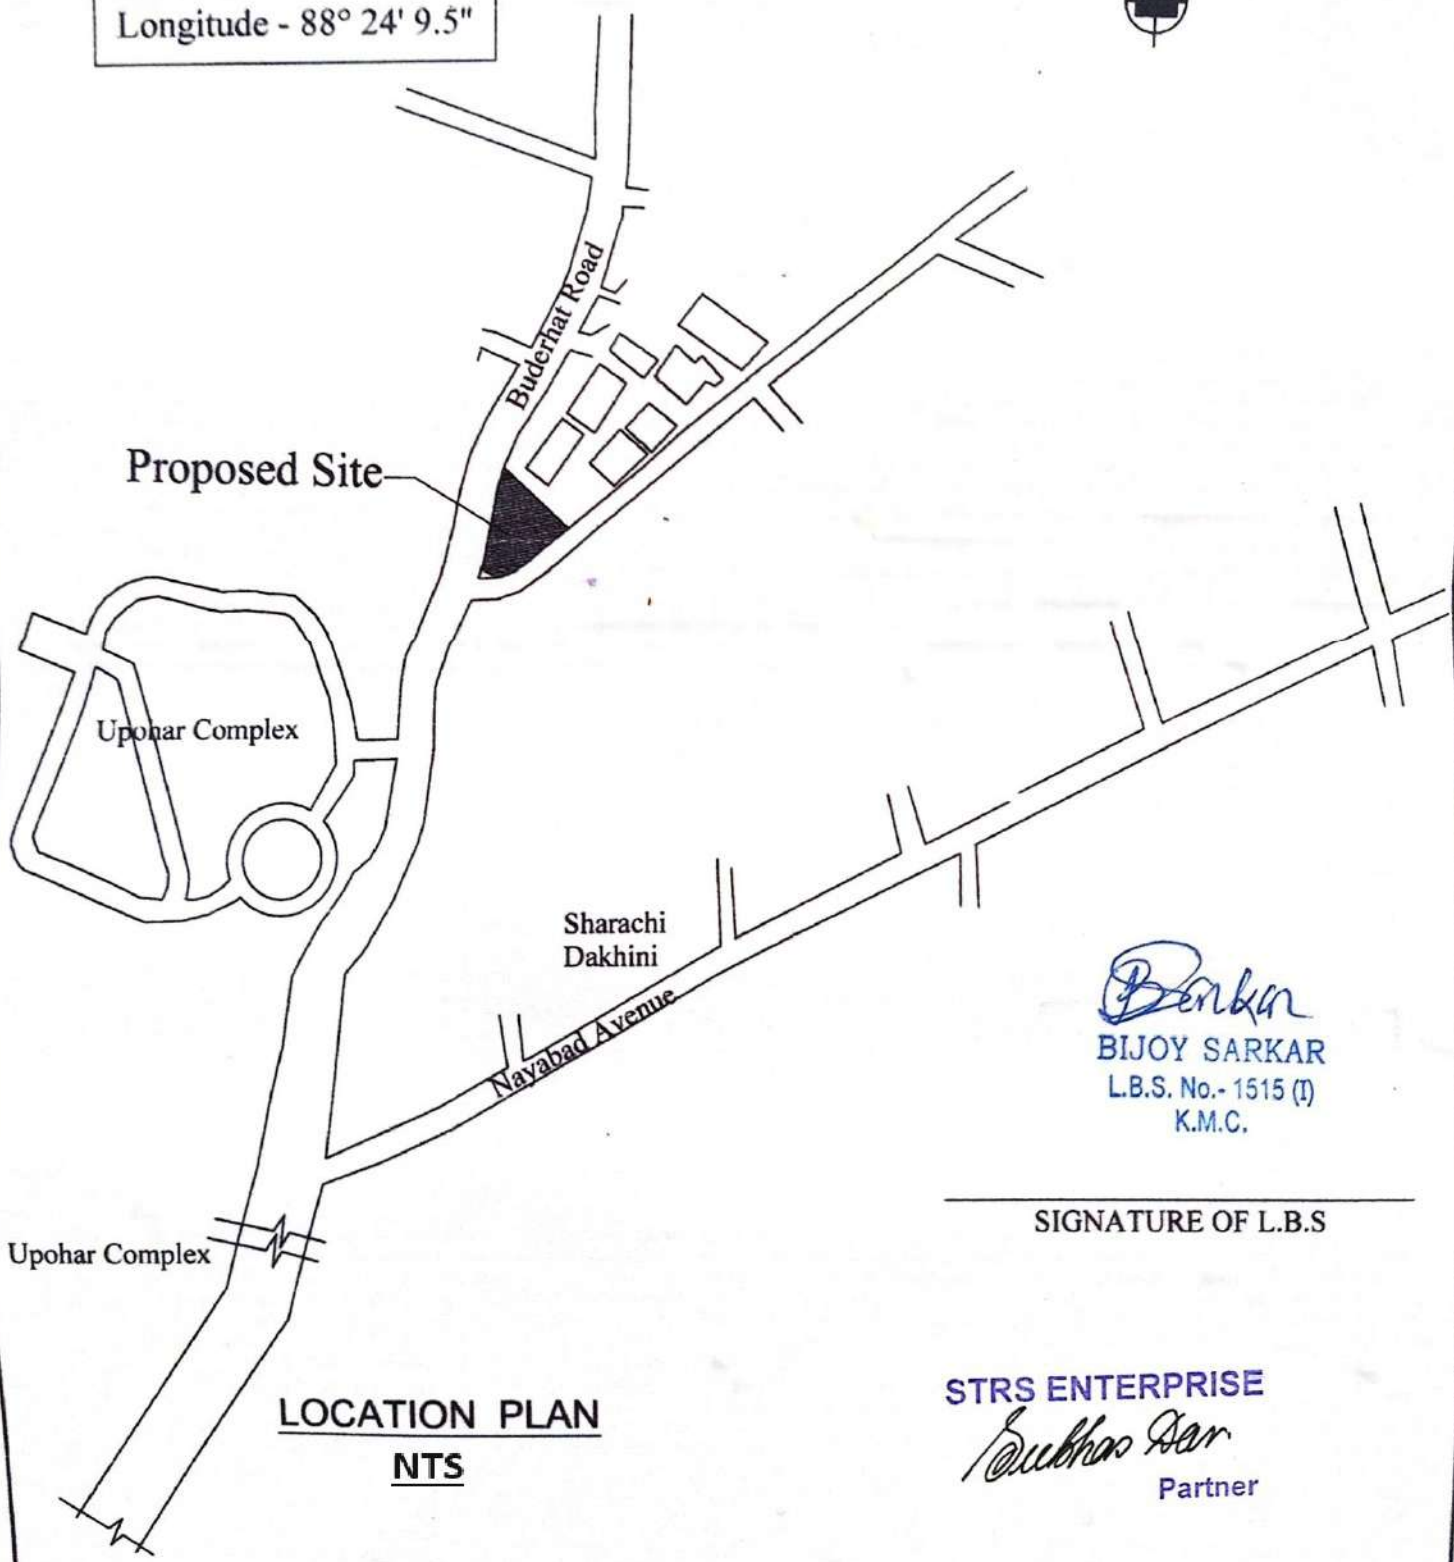 Longitude - 88° 24' 9.5"
Buderhat Road
Proposed Site
Upohar Complex
Sharachi
Dakhini
Nayabad Avenue
BIJOY SARKAR
L.B.S. No.- 1515 (I)
K.M.C.
SIGNATURE OF L.B.S
Upohar Complex
LOCATION PLAN
NTS
STRS ENTERPRISE
Subhas
Partner